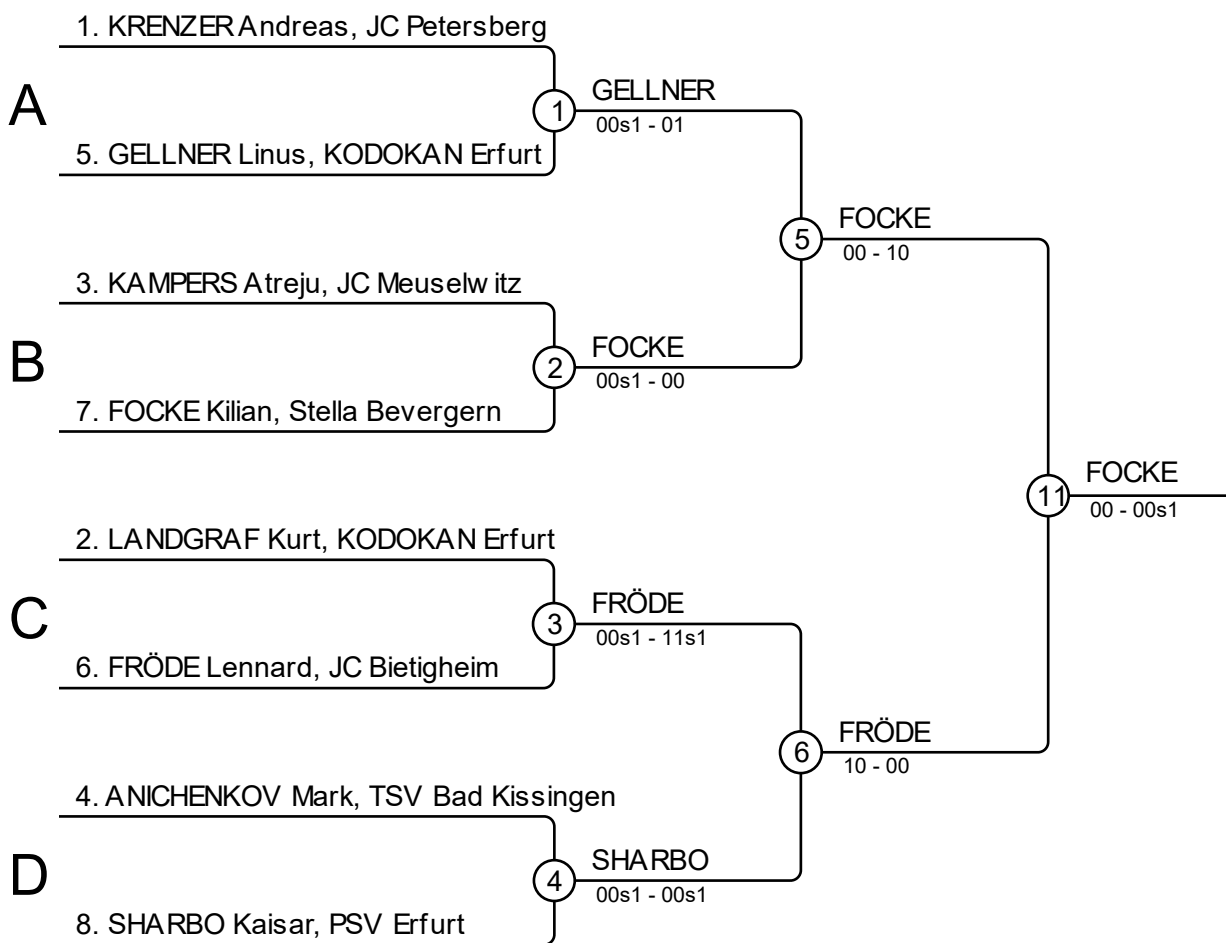 1. KRENZER Andreas, JC Petersberg
A
1
GELLNER
00s1 - 01
5. GELLNER Linus, KODOKAN Erfurt
5
FOCKE
00 - 10
3. KAMPERS Atreju, JC Meuselwitz
B
2
FOCKE
00s1 - 00
7. FOCKE Kilian, Stella Bevergern
11
FOCKE
00 - 00s1
2. LANDGRAF Kurt, KODOKAN Erfurt
C
3
FRÖDE
00s1 - 11s1
6. FRÖDE Lennard, JC Bietigheim
6
FRÖDE
10 - 00
4. ANICHENKOV Mark, TSV Bad Kissingen
D
4
SHARBO
00s1 - 00s1
8. SHARBO Kaisar, PSV Erfurt